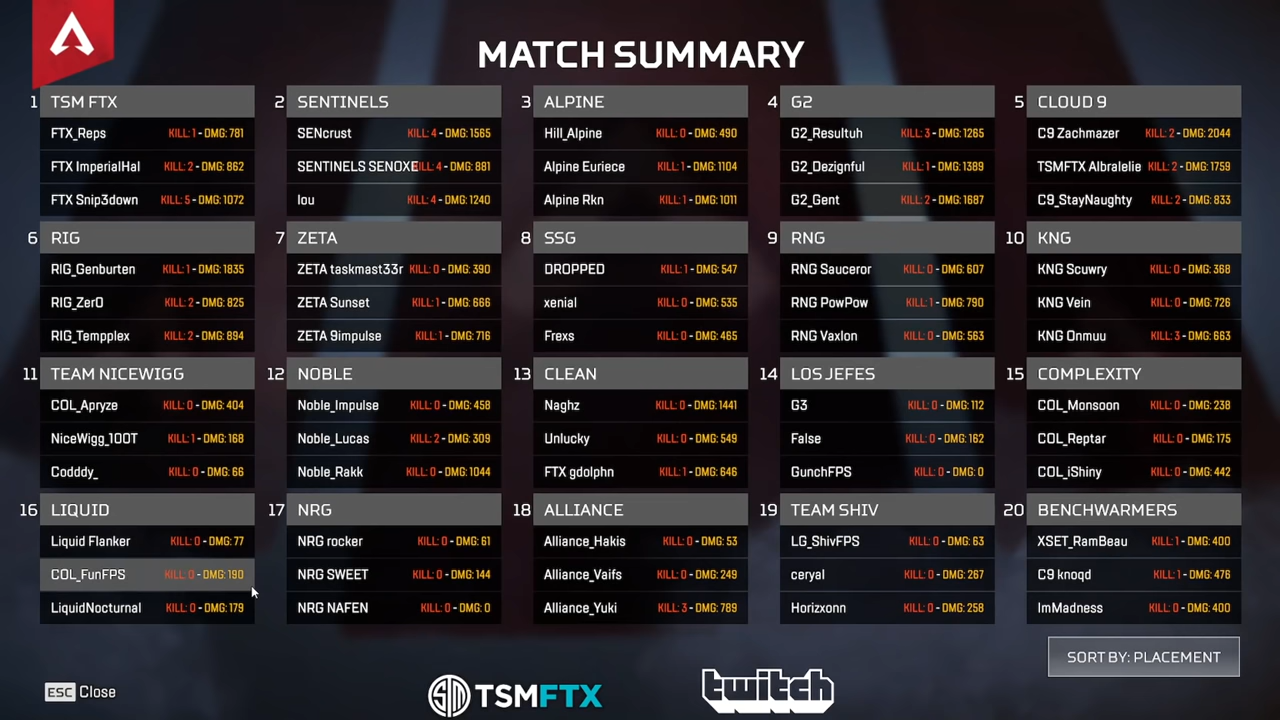 MATCH SUMMARY
1 TSM FTX
FTX_Reps KILL: 1 - DMG: 781
FTX ImperialHal KILL: 2 - DMG: 862
FTX Snip3down KILL: 5 - DMG: 1072
2 SENTINELS
SENcrust KILL: 4 - DMG: 1565
SENTINELS SENOXE KILL: 4 - DMG: 881
lou KILL: 4 - DMG: 1240
3 ALPINE
Hill_Alpine KILL: 0 - DMG: 490
Alpine Euriece KILL: 1 - DMG: 1104
Alpine Rkn KILL: 1 - DMG: 1011
4 G2
G2_Resultuh KILL: 3 - DMG: 1265
G2_Dezignful KILL: 1 - DMG: 1389
G2_Gent KILL: 2 - DMG: 1687
5 CLOUD 9
C9 Zachmazer KILL: 2 - DMG: 2044
TSMFTX Albralelie KILL: 2 - DMG: 1759
C9_StayNaughty KILL: 2 - DMG: 833
6 RIG
RIG_Genburten KILL: 1 - DMG: 1835
RIG_Zer0 KILL: 2 - DMG: 825
RIG_Tempplex KILL: 2 - DMG: 894
7 ZETA
ZETA taskmast33r KILL: 0 - DMG: 390
ZETA Sunset KILL: 1 - DMG: 666
ZETA 9impulse KILL: 1 - DMG: 716
8 SSG
DROPPED KILL: 1 - DMG: 547
xenial KILL: 0 - DMG: 535
Frexs KILL: 0 - DMG: 465
9 RNG
RNG Sauceror KILL: 0 - DMG: 607
RNG PowPow KILL: 1 - DMG: 790
RNG Vaxlon KILL: 0 - DMG: 563
10 KNG
KNG Scuwry KILL: 0 - DMG: 368
KNG Vein KILL: 0 - DMG: 726
KNG Onmuu KILL: 3 - DMG: 663
11 TEAM NICEWIGG
COL_Apryze KILL: 0 - DMG: 404
NiceWigg_100T KILL: 1 - DMG: 168
Codddy_ KILL: 0 - DMG: 66
12 NOBLE
Noble_Impulse KILL: 0 - DMG: 458
Noble_Lucas KILL: 2 - DMG: 309
Noble_Rakk KILL: 0 - DMG: 1044
13 CLEAN
Naghz KILL: 0 - DMG: 1441
Unlucky KILL: 0 - DMG: 549
FTX gdolphn KILL: 1 - DMG: 646
14 LOS JEFES
G3 KILL: 0 - DMG: 112
False KILL: 0 - DMG: 162
GunchFPS KILL: 0 - DMG: 0
15 COMPLEXITY
COL_Monsoon KILL: 0 - DMG: 238
COL_Reptar KILL: 0 - DMG: 175
COL_iShiny KILL: 0 - DMG: 442
16 LIQUID
Liquid Flanker KILL: 0 - DMG: 77
COL_FunFPS KILL: 0 - DMG: 190
LiquidNocturnal KILL: 0 - DMG: 179
17 NRG
NRG rocker KILL: 0 - DMG: 61
NRG SWEET KILL: 0 - DMG: 144
NRG NAFEN KILL: 0 - DMG: 0
18 ALLIANCE
Alliance_Hakis KILL: 0 - DMG: 53
Alliance_Vaifs KILL: 0 - DMG: 249
Alliance_Yuki KILL: 3 - DMG: 789
19 TEAM SHIV
LG_ShivFPS KILL: 0 - DMG: 63
ceryal KILL: 0 - DMG: 267
Horizxonn KILL: 0 - DMG: 258
20 BENCHWARMERS
XSET_RamBeau KILL: 1 - DMG: 400
C9 knoqd KILL: 1 - DMG: 476
ImMadness KILL: 0 - DMG: 400
SORT BY: PLACEMENT
ESC Close
TSM TSMFTX
twitch